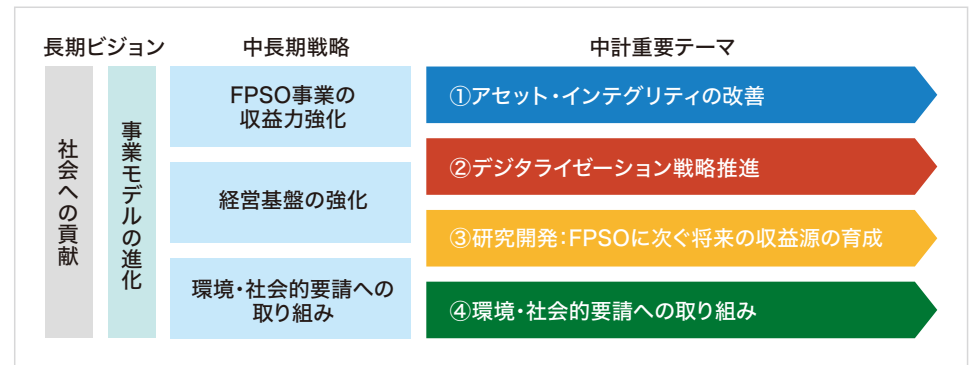 長期ビジョン
中長期戦略
中計重要テーマ
社会への貢献
事業モデルの進化
FPSO事業の
収益力強化
経営基盤の強化
環境・社会的要請への
取り組み
①アセット・インテグリティの改善
②デジタライゼーション戦略推進
③研究開発：FPSOに次ぐ将来の収益源の育成
④環境・社会的要請への取り組み